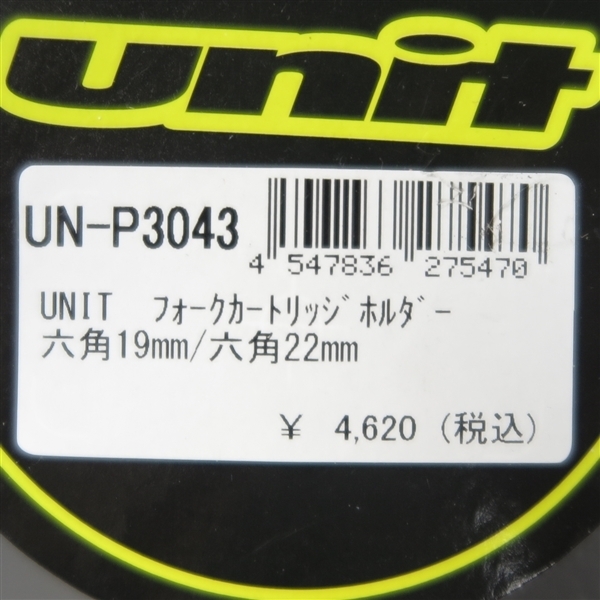 unit
UN-P3043
4 547836 275470
UNIT フォークカートリッジホルダー
六角19mm/六角22mm
¥ 4,620 (税込)